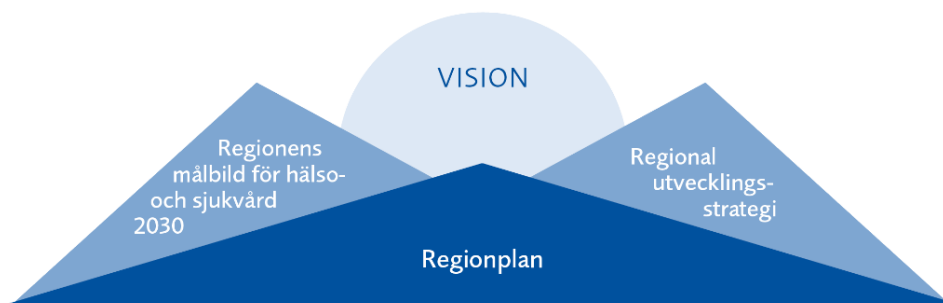 VISION
Regionens
målbild för hälso-
och sjukvård
2030
Regional
utvecklings-
strategi
Regionplan